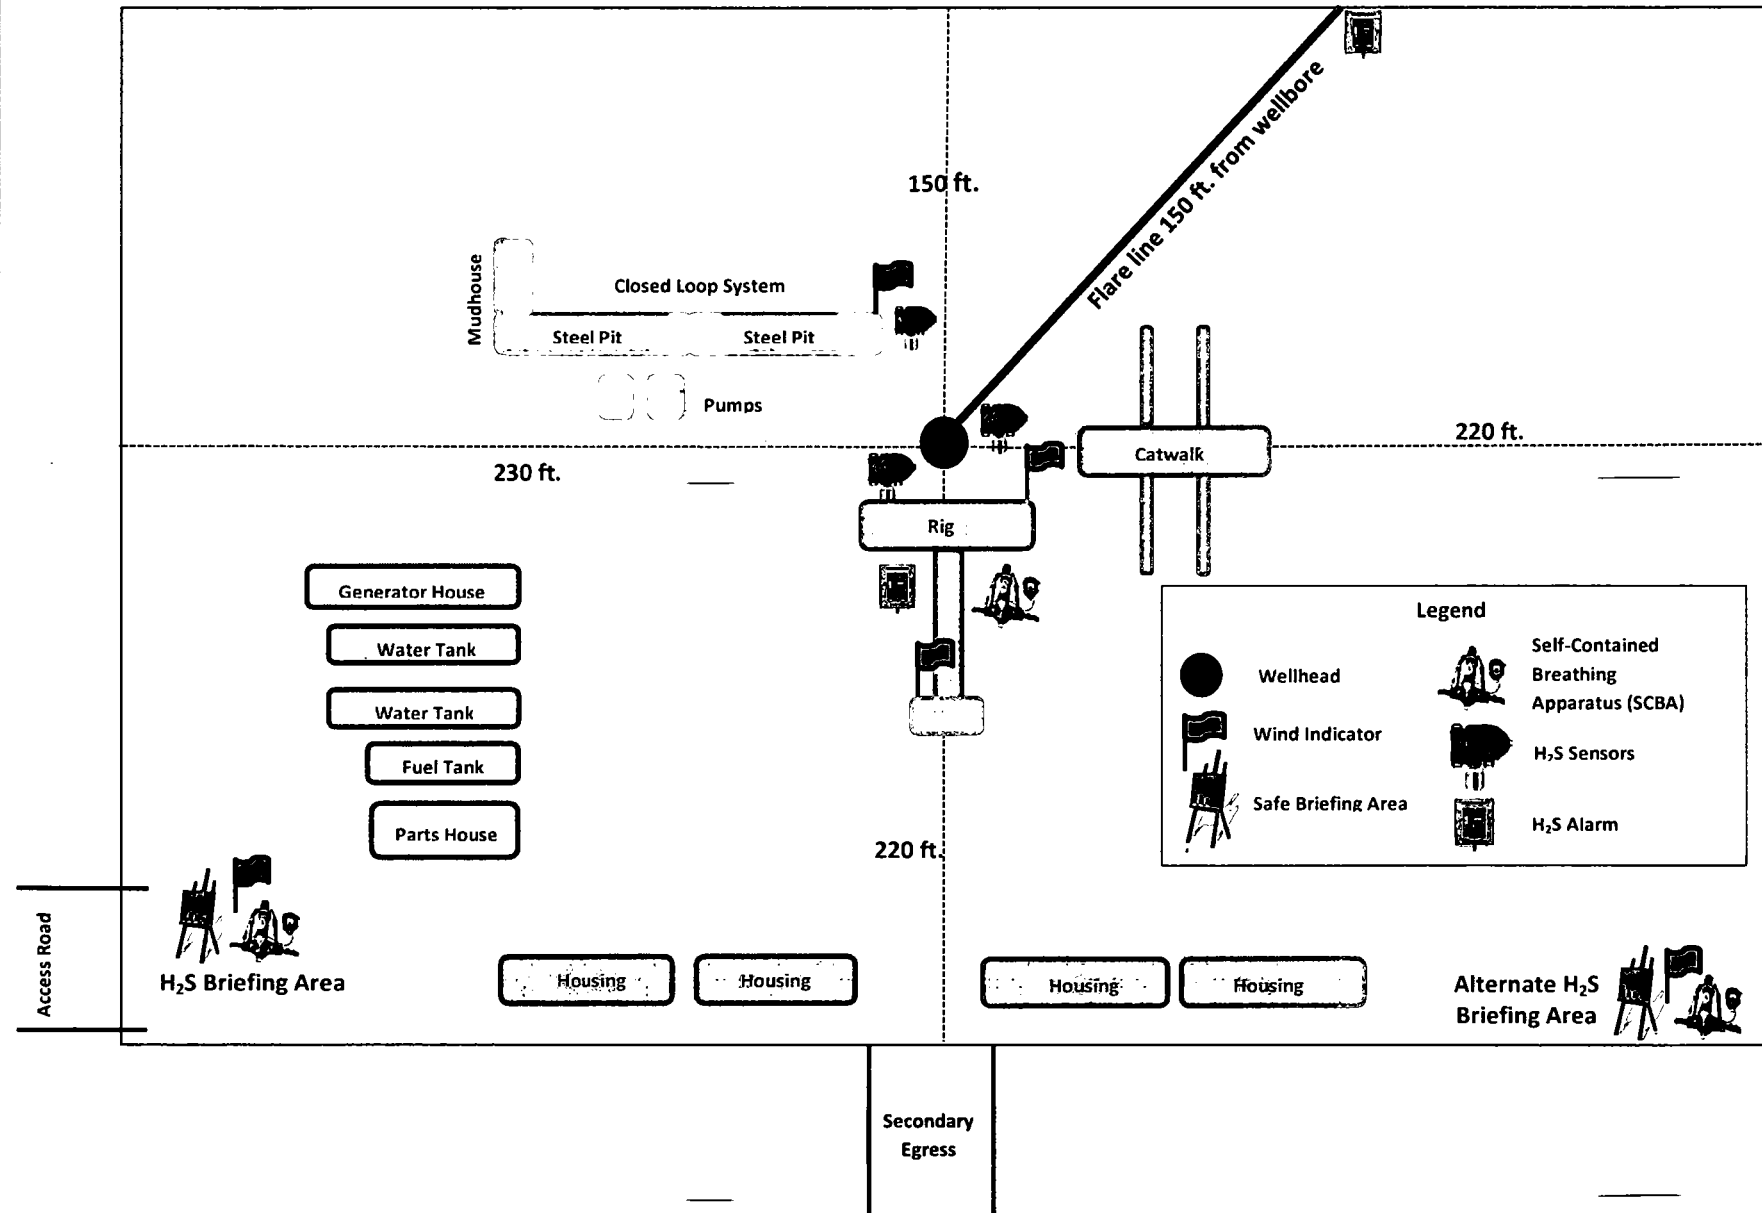 150 ft.
Flare line 150 ft. from wellbore
Mudhouse
Closed Loop System
Steel Pit
Steel Pit
Pumps
230 ft.
220 ft.
Catwalk
Rig
Generator House
Water Tank
Water Tank
Fuel Tank
Parts House
Legend
Wellhead
Wind Indicator
Safe Briefing Area
Self-Contained
Breathing
Apparatus (SCBA)
H₂S Sensors
H₂S Alarm
220 ft.
Access Road
H₂S Briefing Area
Housing
Housing
Housing
Housing
Alternate H₂S
Briefing Area
Secondary
Egress